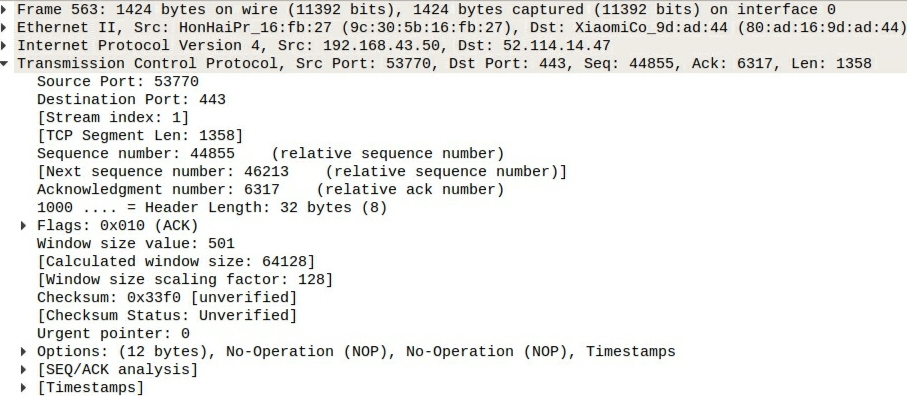 Frame 563: 1424 bytes on wire (11392 bits), 1424 bytes captured (11392 bits) on interface 0
Ethernet II, Src: HonHaiPr_16:fb:27 (9c:30:5b:16:fb:27), Dst: XiaomiCo_9d:ad:44 (80:ad:16:9d:ad:44)
Internet Protocol Version 4, Src: 192.168.43.50, Dst: 52.114.14.47
Transmission Control Protocol, Src Port: 53770, Dst Port: 443, Seq: 44855, Ack: 6317, Len: 1358
Source Port: 53770
Destination Port: 443
[Stream index: 1]
[TCP Segment Len: 1358]
Sequence number: 44855    (relative sequence number)
[Next sequence number: 46213    (relative sequence number)]
Acknowledgment number: 6317    (relative ack number)
1000 .... = Header Length: 32 bytes (8)
Flags: 0x010 (ACK)
Window size value: 501
[Calculated window size: 64128]
[Window size scaling factor: 128]
Checksum: 0x33f0 [unverified]
[Checksum Status: Unverified]
Urgent pointer: 0
Options: (12 bytes), No-Operation (NOP), No-Operation (NOP), Timestamps
[SEQ/ACK analysis]
[Timestamps]